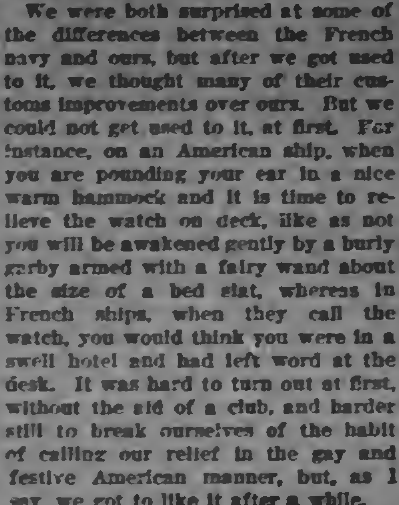 We were both surprised at some of
the differences between the French
navy and ours, but after we got used
to it, we thought many of their cus-
toms improvements over ours. But we
could not get used to it, at first. For
instance, on an American ship, when
you are pounding your ear in a nice
warm hammock and it is time to re-
lieve the watch on deck, like as not
you will be awakened gently by a burly
garby armed with a fairy wand about
the size of a bed slat, whereas in
French ships, when they call the
watch, you would think you were in a
swell hotel and had left word at the
desk. It was hard to turn out at first,
without the aid of a club, and harder
still to break ourselves of the habit
of calling our relief in the gay and
festive American manner, but, as I
say, we got to like it after a while.